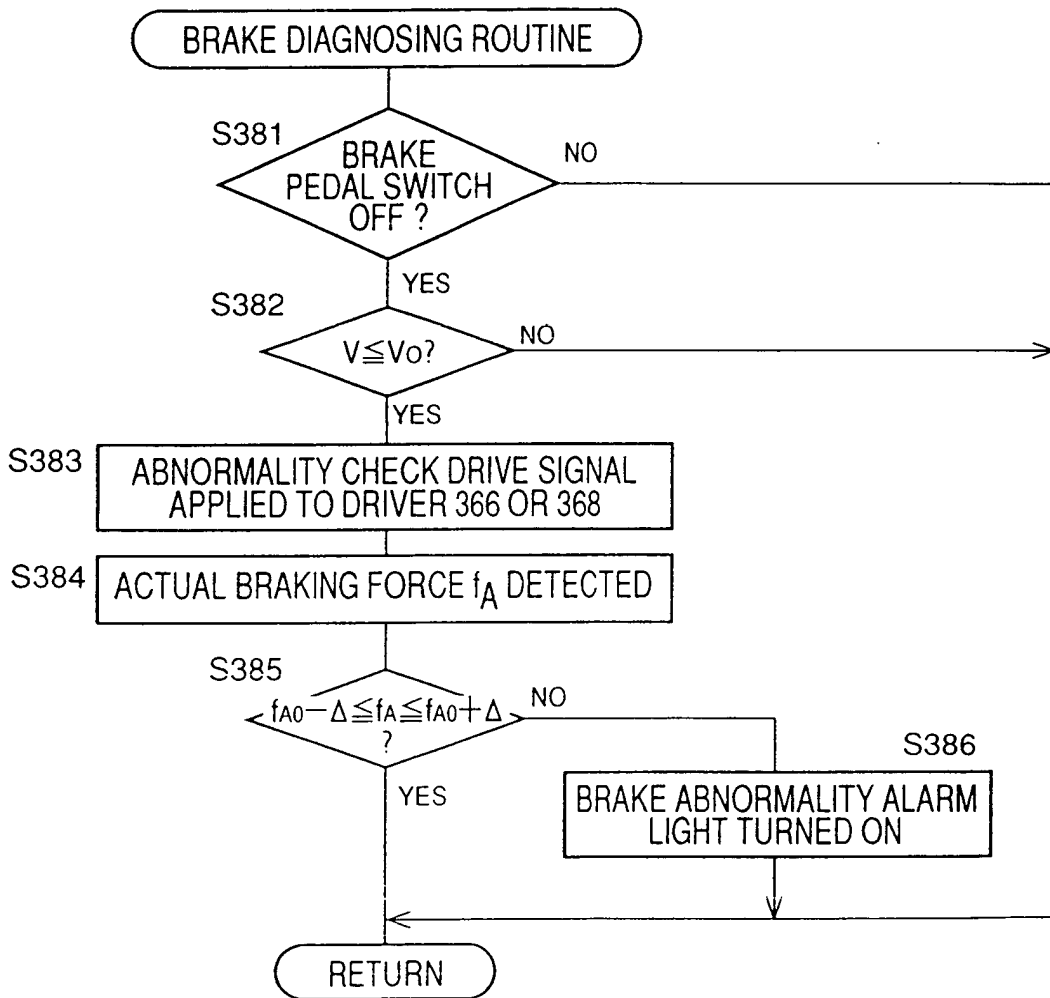 BRAKE DIAGNOSING ROUTINE
S381
BRAKE
PEDAL SWITCH
OFF ?
NO
YES
S382
V≦VO?
NO
YES
S383
ABNORMALITY CHECK DRIVE SIGNAL
APPLIED TO DRIVER 366 OR 368
S384
ACTUAL BRAKING FORCE fA DETECTED
S385
fA0−Δ≦fA≦fA0+Δ
?
NO
YES
S386
BRAKE ABNORMALITY ALARM
LIGHT TURNED ON
RETURN